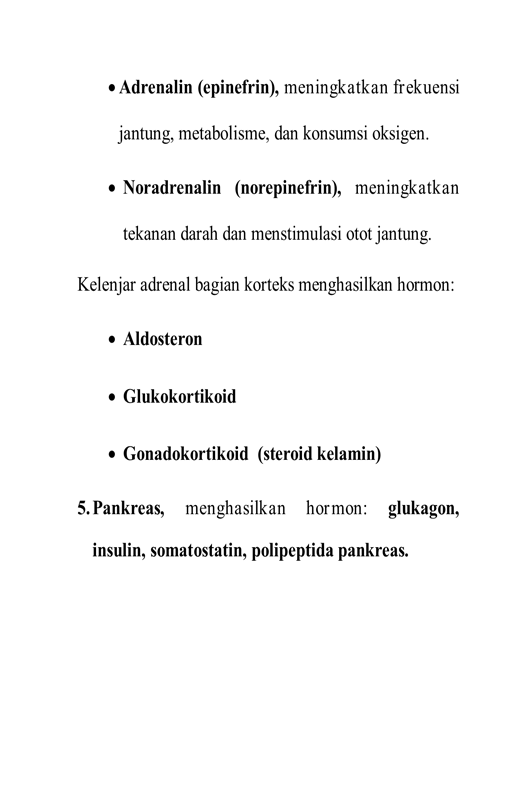 • Adrenalin (epinefrin), meningkatkan frekuensi
jantung, metabolisme, dan konsumsi oksigen.
• Noradrenalin (norepinefrin), meningkatkan
tekanan darah dan menstimulasi otot jantung.
Kelenjar adrenal bagian korteks menghasilkan hormon:
• Aldosteron
• Glukokortikoid
• Gonadokortikoid (steroid kelamin)
5. Pankreas, menghasilkan hormon: glukagon,
insulin, somatostatin, polipeptida pankreas.